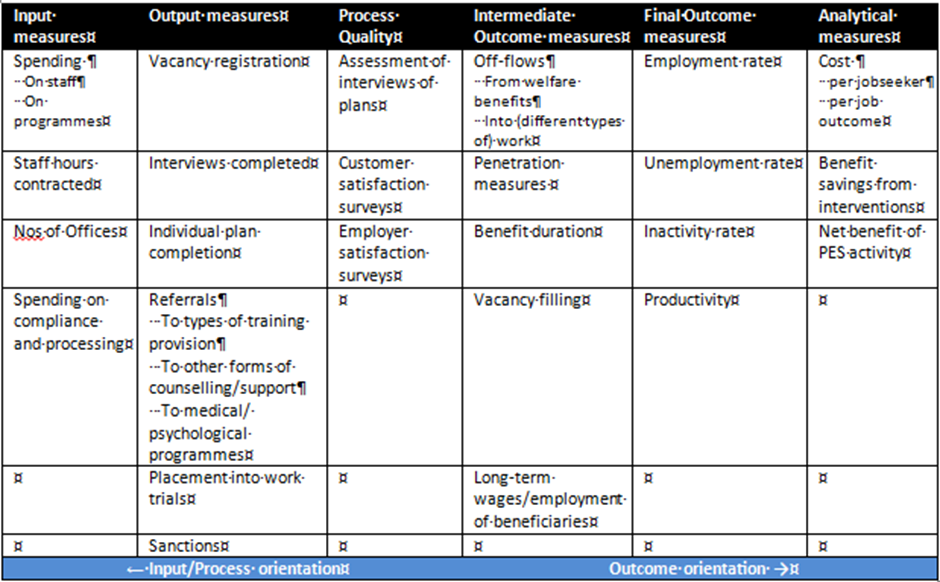 Input measures¤
Output measures¤
Process Quality¤
Intermediate Outcome measures¤
Final Outcome measures¤
Analytical measures¤
Spending ¶
--On staff¶
--On programmes¤
Vacancy registration¤
Assessment of interviews of plans¤
Off-flows¶
--From welfare benefits¶
--Into (different types of) work¤
Employment rate¤
Cost ¶
--per jobseeker¶
--per job outcome¤
Staff hours contracted¤
Interviews completed¤
Customer satisfaction surveys¤
Penetration measures¤
Unemployment rate¤
Benefit savings from interventions¤
Nos of Offices¤
Individual plan completion¤
Employer satisfaction surveys¤
Benefit duration¤
Inactivity rate¤
Net benefit of PES activity¤
Spending on compliance and processing¤
Referrals¶
--To types of training provision¶
--To other forms of counselling/support¶
--To medical/ psychological programmes¤
¤
Vacancy filling¤
Productivity¤
¤
¤
Placement into work trials¤
¤
Long-term wages/employment of beneficiaries¤
¤
¤
¤
Sanctions¤
¤
¤
¤
¤
← Input/Process orientation¤
Outcome orientation →¤